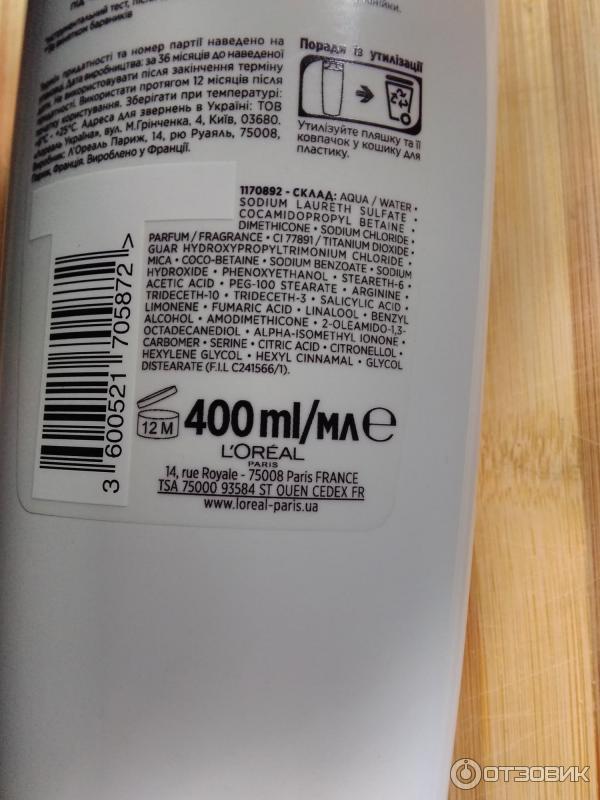 інструментальний тест, після
винятком барвників
придатності та номер партії наведено на
Дата виробництва: за 36 місяців до наведеної
Не використовувати після закінчення терміну
Використати протягом 12 місяців після
користування. Зберігати при температурі:
+25°C. Адреса для звернень в Україні: ТОВ
Україна», вул. М.Грінченка, 4, Київ, 03680.
Л'Ореаль Париж, 14, рю Руаяль, 75008,
Париж, Франція. Вироблено у Франції.
Поради із утилізації
Утилізуйте пляшку та її
ковпачок у кошику для
пластику.
1170892 - СКЛАД: AQUA / WATER •
SODIUM LAURETH SULFATE •
COCAMIDOPROPYL BETAINE •
DIMETHICONE • SODIUM CHLORIDE •
PARFUM / FRAGRANCE • CI 77891 / TITANIUM DIOXIDE •
GUAR HYDROXYPROPYLTRIMONIUM CHLORIDE •
MICA • COCO-BETAINE • SODIUM BENZOATE • SODIUM
HYDROXIDE • PHENOXYETHANOL • STEARETH-6 •
ACETIC ACID • PEG-100 STEARATE • ARGININE •
TRIDECETH-10 • TRIDECETH-3 • SALICYLIC ACID •
LIMONENE • FUMARIC ACID • LINALOOL • BENZYL
ALCOHOL • AMODIMETHICONE • 2-OLEAMIDO-1,3-
OCTADECANEDIOL • ALPHA-ISOMETHYL IONONE •
CARBOMER • SERINE • CITRIC ACID • CITRONELLOL •
HEXYLENE GLYCOL • HEXYL CINNAMAL • GLYCOL
DISTEARATE (F.I.L C241566/1).
3 600521 705872 >
12 M
400 ml/мл e
L'ORÉAL
PARIS
14, rue Royale - 75008 Paris FRANCE
TSA 75000 93584 ST OUEN CEDEX FR
www.loreal-paris.ua
ОТЗОВИК